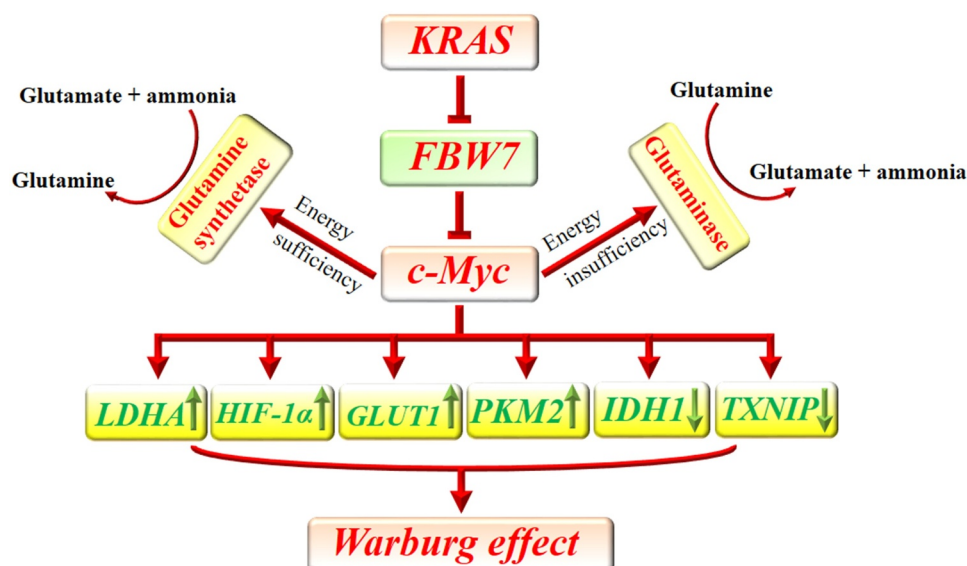 KRAS
Glutamate + ammonia
Glutamine
Glutamine
synthetase
FBW7
Glutamine
Glutamate + ammonia
Glutaminase
Energy
sufficiency
Energy
insufficiency
c-Myc
LDHA
HIF-1α
GLUT1
PKM2
IDH1
TXNIP
Warburg effect